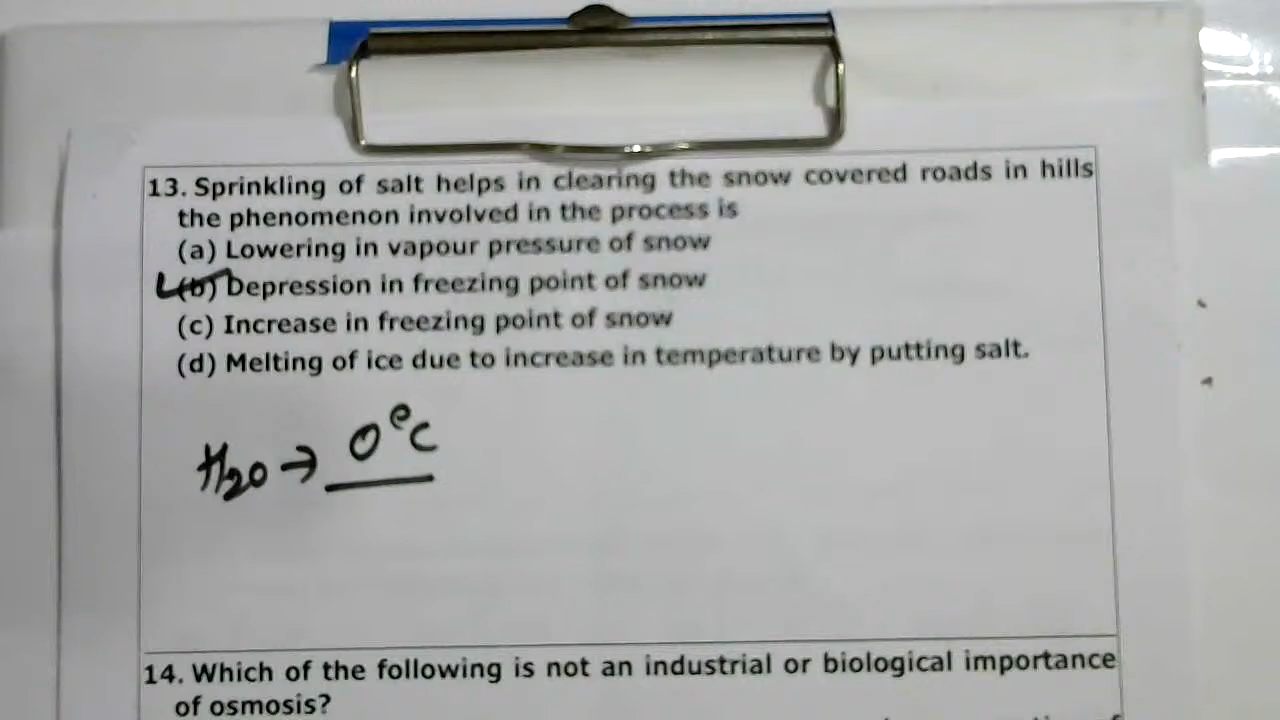 13. Sprinkling of salt helps in clearing the snow covered roads in hills
the phenomenon involved in the process is
(a) Lowering in vapour pressure of snow
(b) Depression in freezing point of snow
(c) Increase in freezing point of snow
(d) Melting of ice due to increase in temperature by putting salt.
H₂O → 0°C
14. Which of the following is not an industrial or biological importance
of osmosis?